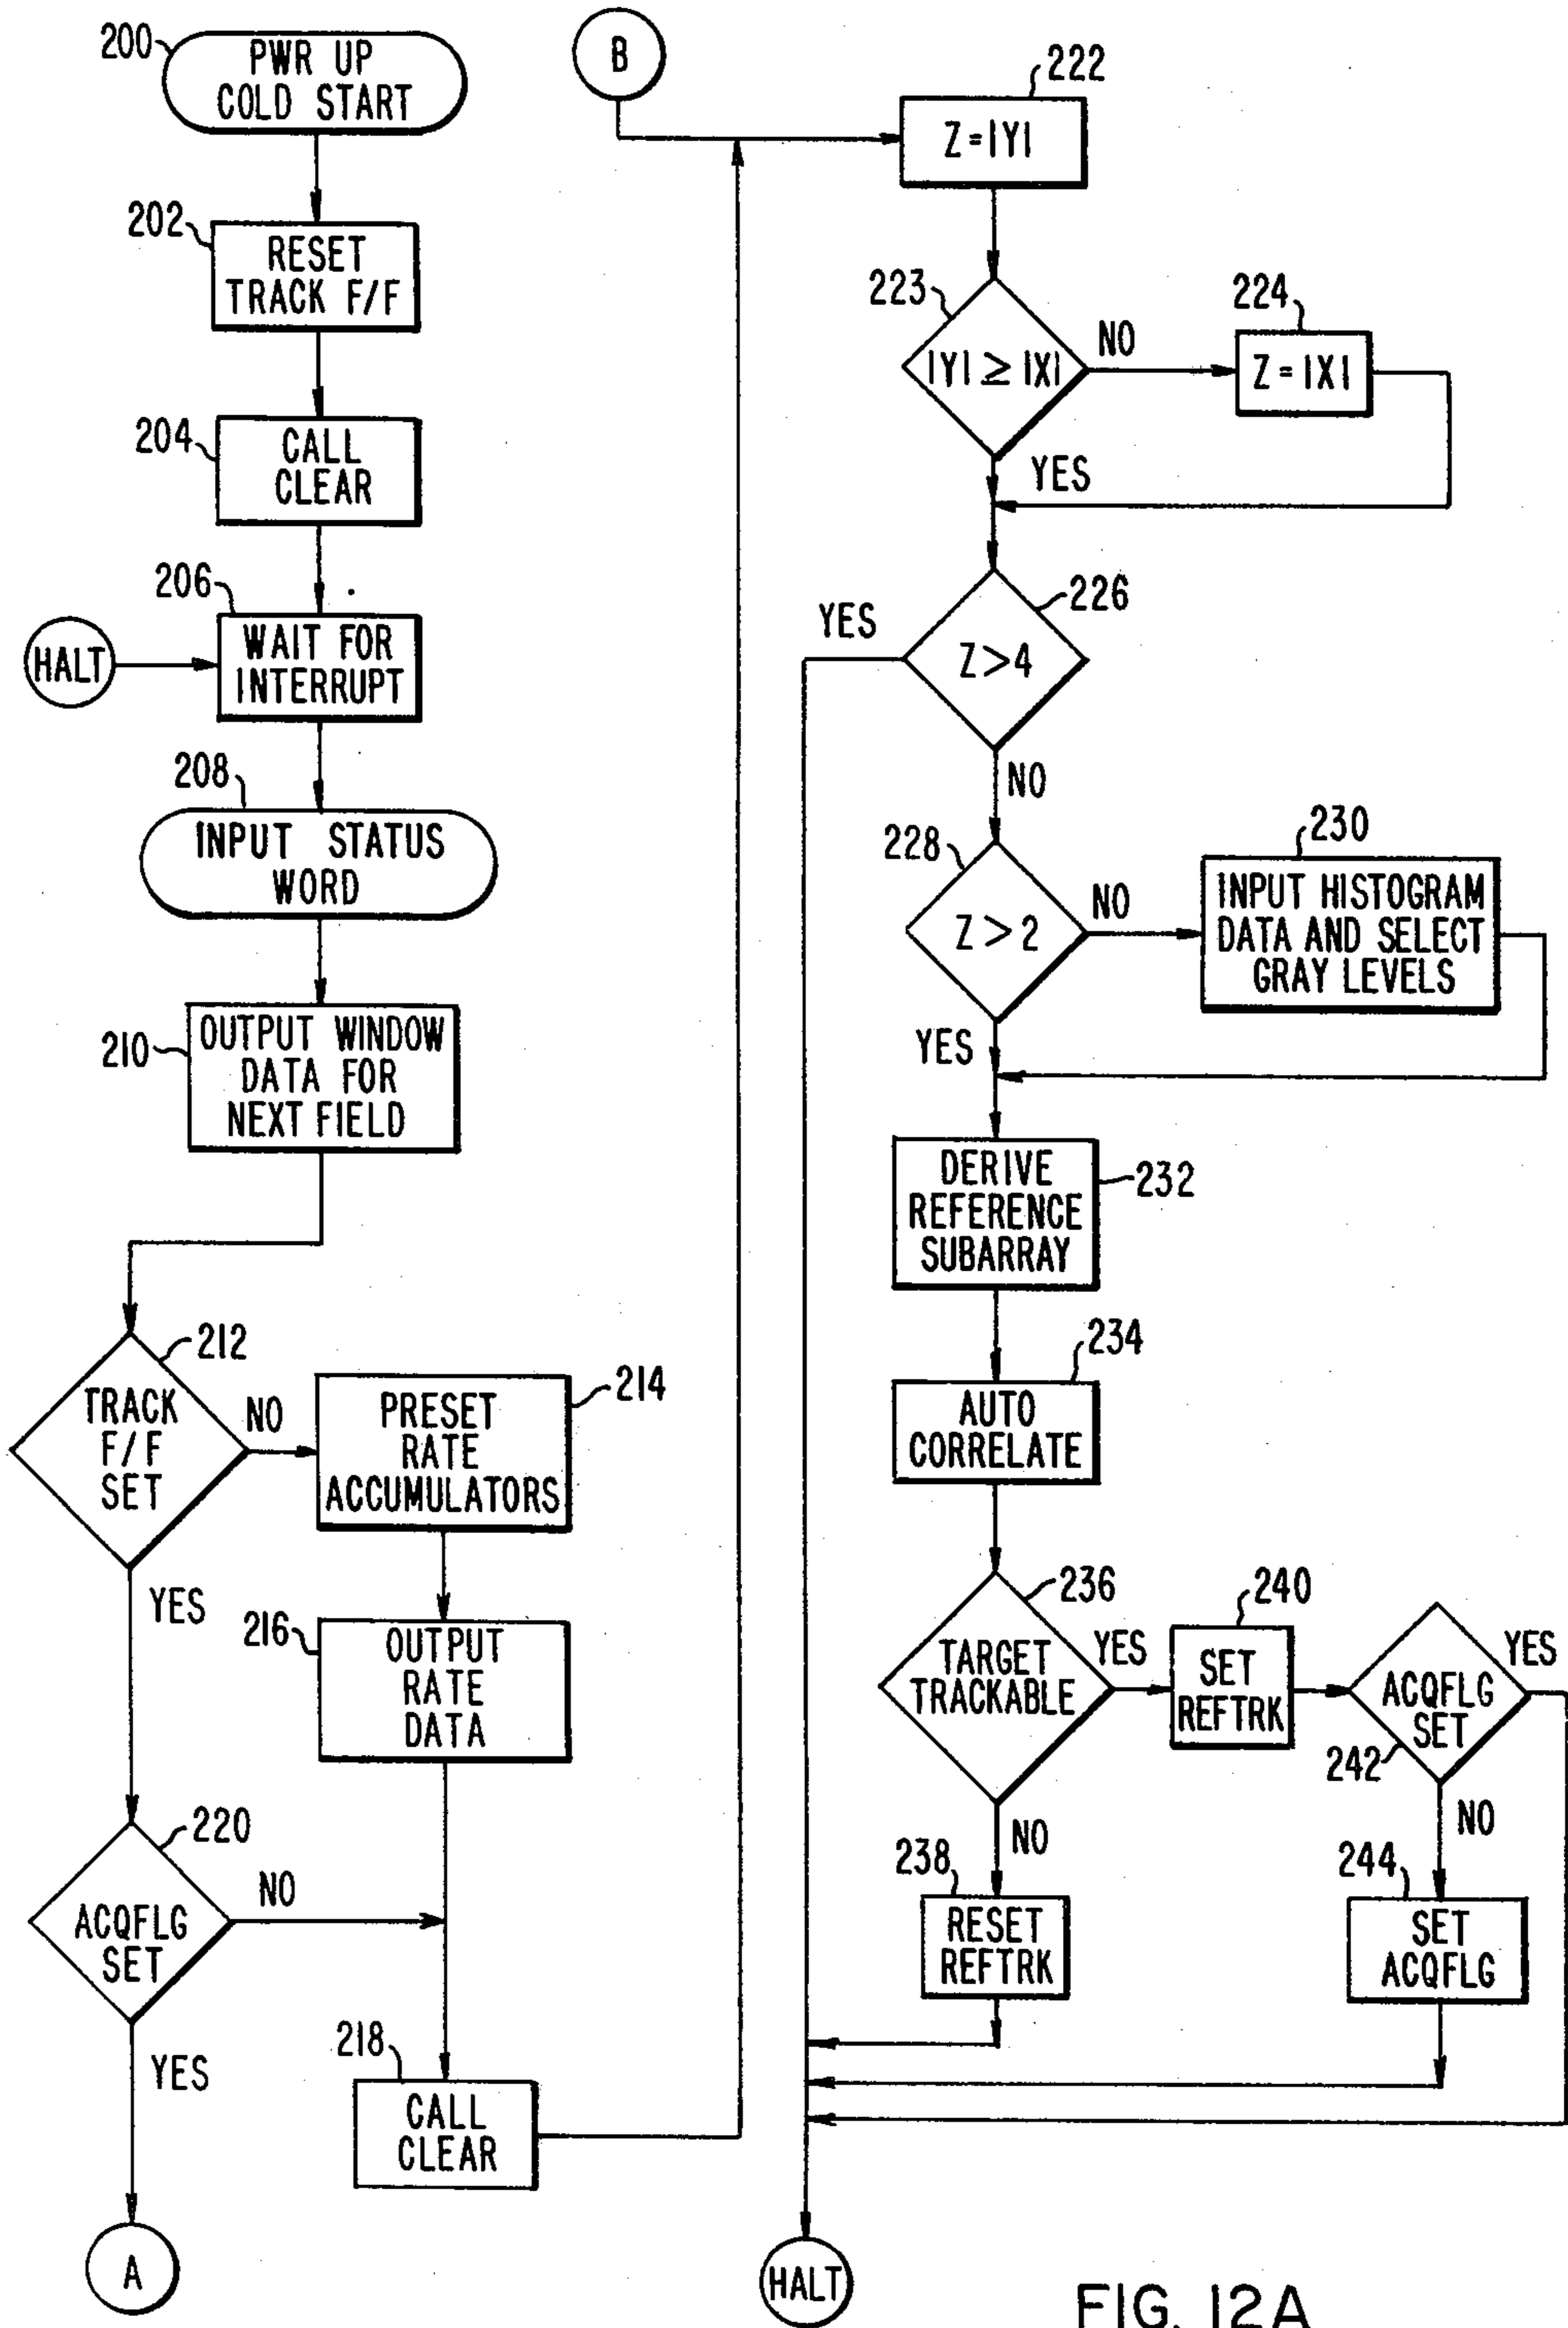 200
PWR UP
COLD START
202
RESET
TRACK F/F
204
CALL
CLEAR
206
HALT
WAIT FOR
INTERRUPT
208
INPUT STATUS
WORD
210
OUTPUT WINDOW
DATA FOR
NEXT FIELD
212
TRACK
F/F
SET
NO
214
PRESET
RATE
ACCUMULATORS
YES
216
OUTPUT
RATE
DATA
220
ACQFLG
SET
NO
YES
218
CALL
CLEAR
A
B
222
Z=|Y|
223
|Y| ≥ |X|
NO
224
Z=|X|
YES
226
YES
Z>4
NO
228
Z>2
NO
230
INPUT HISTOGRAM
DATA AND SELECT
GRAY LEVELS
YES
DERIVE
REFERENCE
SUBARRAY
232
234
AUTO
CORRELATE
236
TARGET
TRACKABLE
YES
240
SET
REFTRK
ACQFLG
SET
YES
242
NO
NO
238
RESET
REFTRK
244
SET
ACQFLG
HALT
FIG. 12A